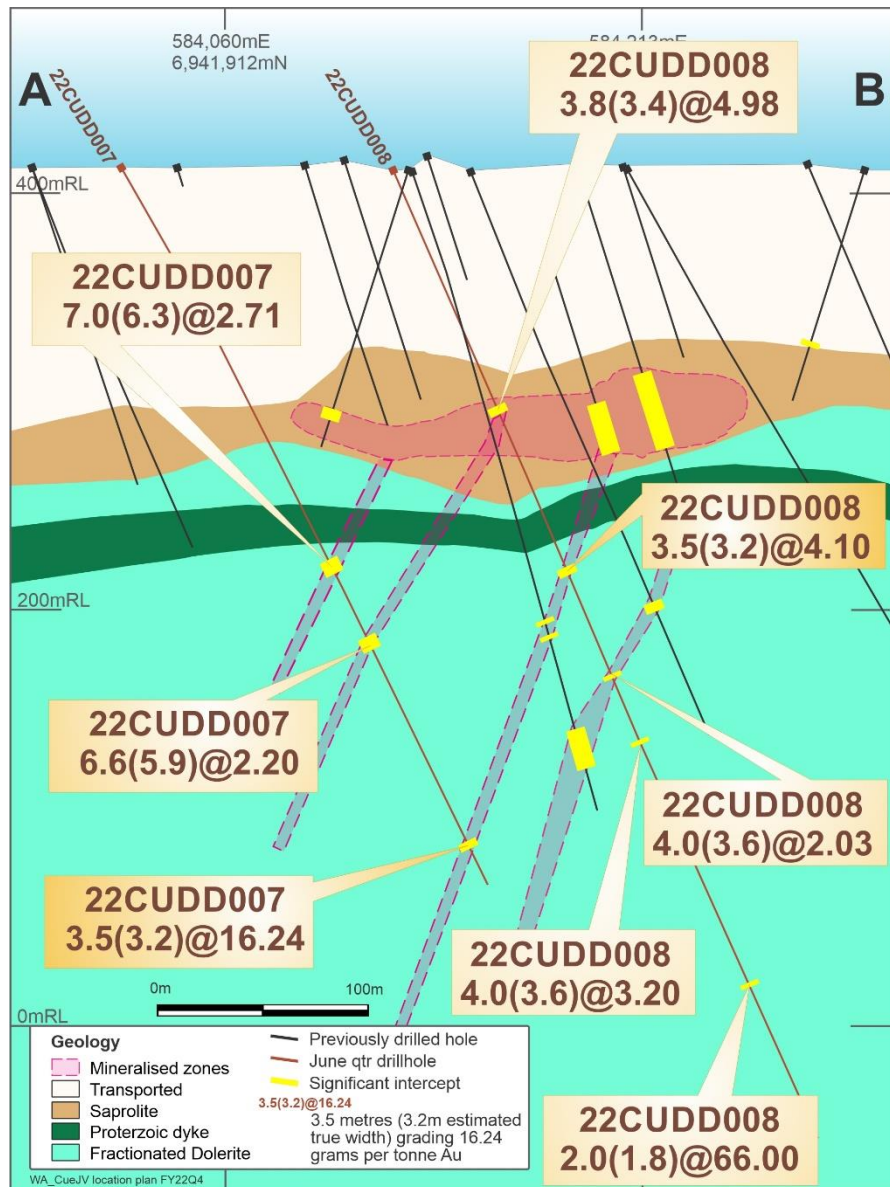 584,060mE
6,941,912mN
584,213mE
A
B
22CUDD007
22CUDD008
22CUDD008
3.8(3.4)@4.98
400mRL
22CUDD007
7.0(6.3)@2.71
22CUDD008
3.5(3.2)@4.10
200mRL
22CUDD007
6.6(5.9)@2.20
22CUDD008
4.0(3.6)@2.03
22CUDD007
3.5(3.2)@16.24
22CUDD008
4.0(3.6)@3.20
0m
100m
0mRL
22CUDD008
2.0(1.8)@66.00
Geology
Mineralised zones
Transported
Saprolite
Proterzoic dyke
Fractionated Dolerite
Previously drilled hole
June qtr drillhole
Significant intercept
3.5(3.2)@16.24
3.5 metres (3.2m estimated
true width) grading 16.24
grams per tonne Au
WA_CueJV location plan FY22Q4